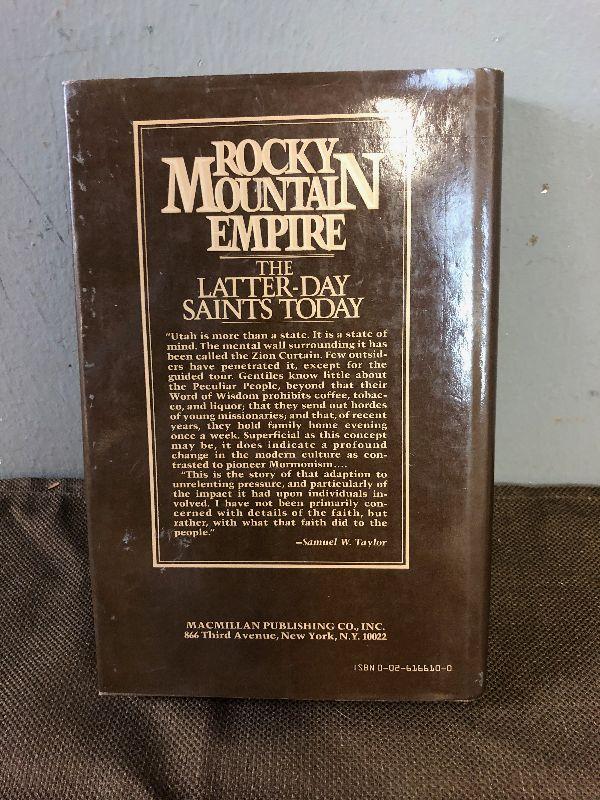 ROCKY
MOUNTAIN
EMPIRE
THE
LATTER-DAY
SAINTS TODAY
"Utah is more than a state. It is a state of
mind. The mental wall surrounding it has
been called the Zion Curtain. Few outsid-
ers have penetrated it, except for the
guided tour. Gentiles know little about
the Peculiar People, beyond that their
Word of Wisdom prohibits coffee, tobac-
co, and liquor; that they send out hordes
of young missionaries; and that, of recent
years, they hold family home evening
once a week. Superficial as this concept
may be, it does indicate a profound
change in the modern culture as con-
trasted to pioneer Mormonism....
"This is the story of that adaption to
unrelenting pressure, and particularly of
the impact it had upon individuals in-
volved. I have not been primarily con-
cerned with details of the faith, but
rather, with what that faith did to the
people."
—Samuel W. Taylor
MACMILLAN PUBLISHING CO., INC.
866 Third Avenue, New York, N.Y. 10022
ISBN 0-02-616610-0